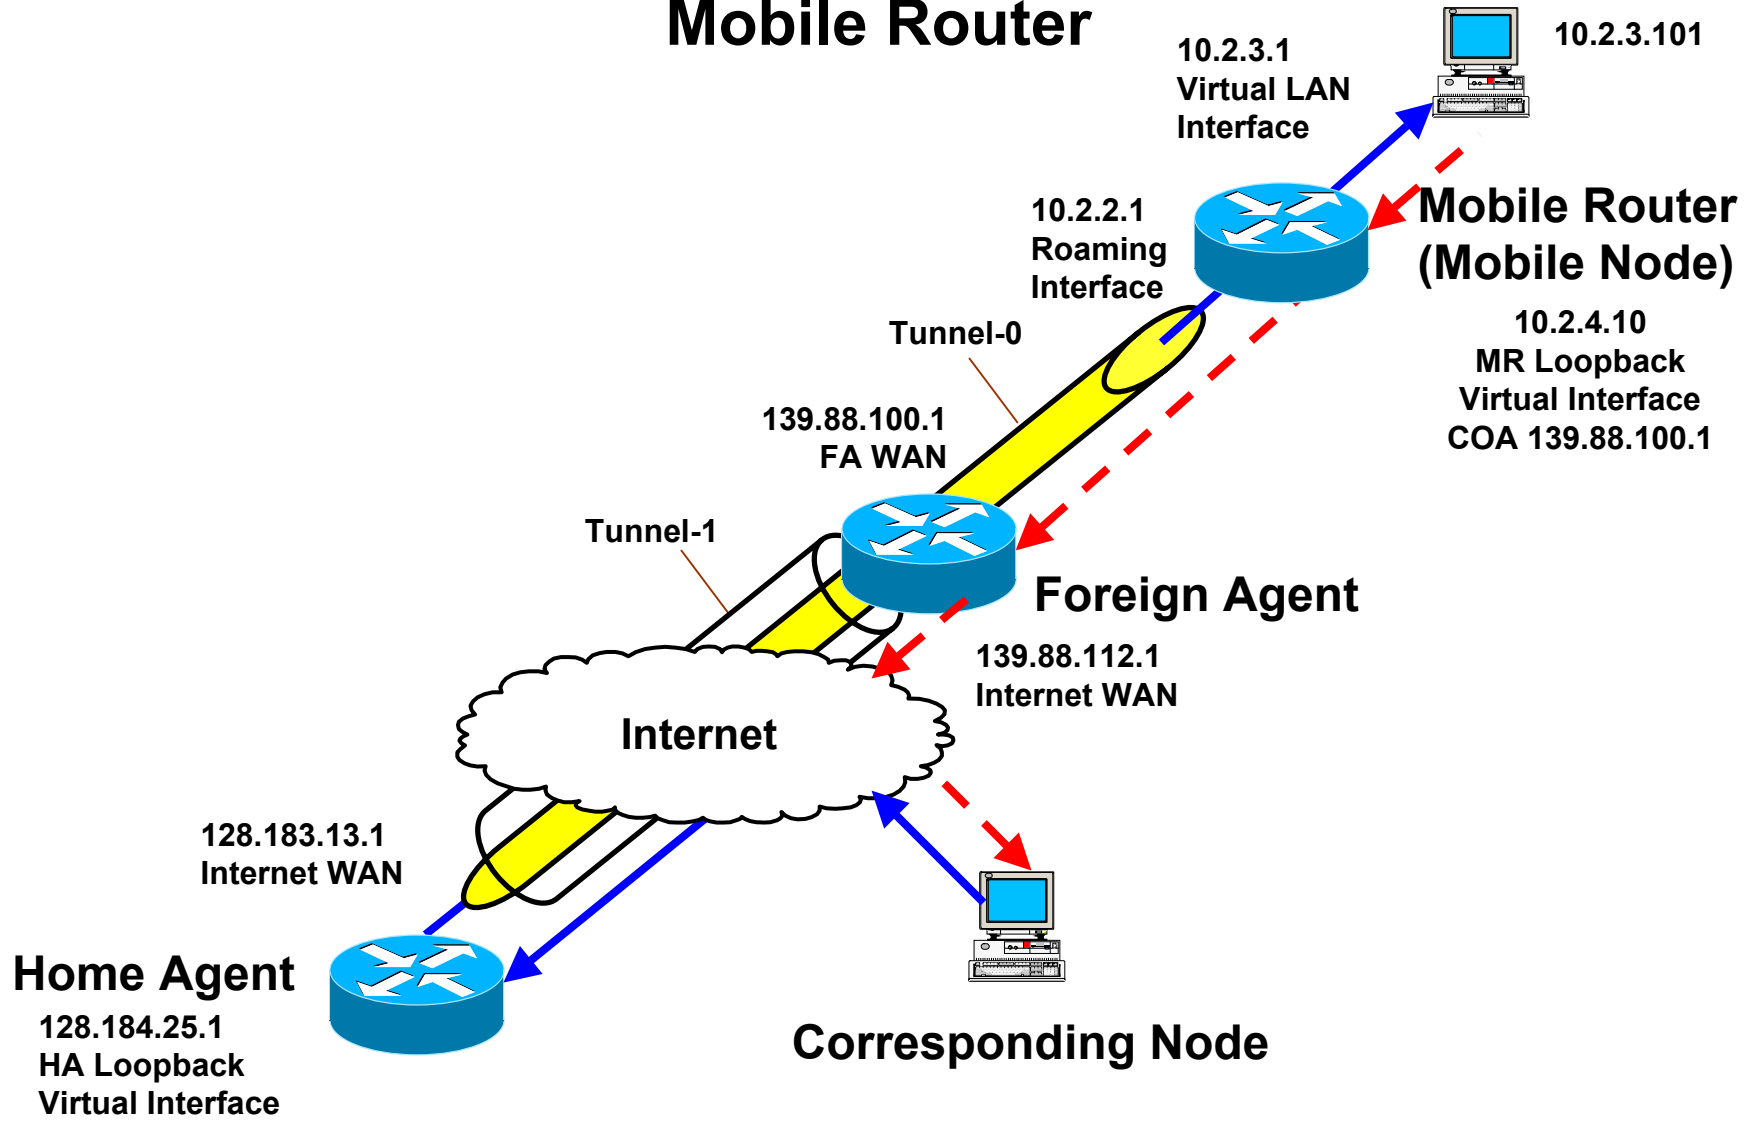 Mobile Router
10.2.3.1
Virtual LAN
Interface
10.2.3.101
10.2.2.1
Roaming
Interface
Mobile Router
(Mobile Node)
10.2.4.10
MR Loopback
Virtual Interface
COA 139.88.100.1
Tunnel-0
139.88.100.1
FA WAN
Tunnel-1
Foreign Agent
139.88.112.1
Internet WAN
Internet
128.183.13.1
Internet WAN
Home Agent
128.184.25.1
HA Loopback
Virtual Interface
Corresponding Node